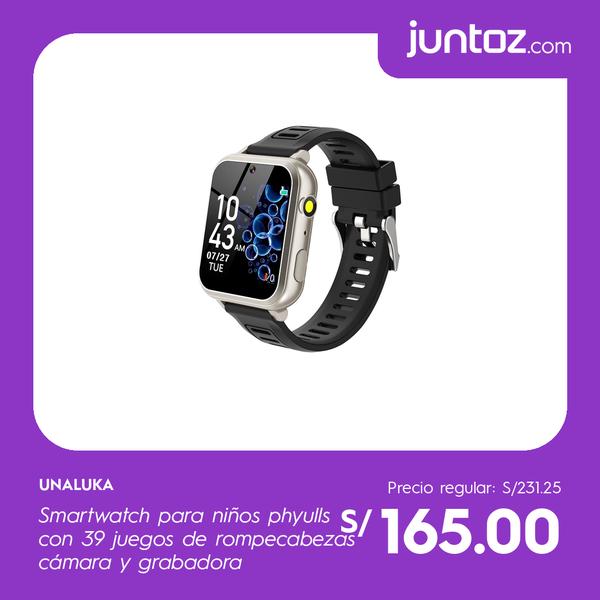 juntoz.com
10
43 AM
07/27
TUE
UNALUKA
Smartwatch para niños phyulls
con 39 juegos de rompecabezas
cámara y grabadora
Precio regular: S/231.25
S/ 165.00